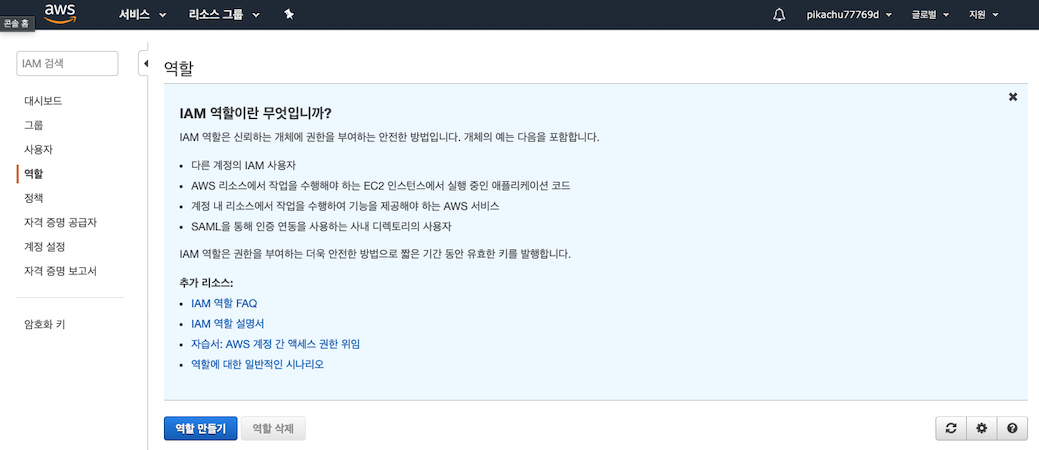 aws
서비스
리소스 그룹
pikachu77769d
글로벌
지원
콘솔 홈
IAM 검색
대시보드
그룹
사용자
역할
정책
자격 증명 공급자
계정 설정
자격 증명 보고서
암호화 키
역할
IAM 역할이란 무엇입니까?
IAM 역할은 신뢰하는 개체에 권한을 부여하는 안전한 방법입니다. 개체의 예는 다음을 포함합니다.
다른 계정의 IAM 사용자
AWS 리소스에서 작업을 수행해야 하는 EC2 인스턴스에서 실행 중인 애플리케이션 코드
계정 내 리소스에서 작업을 수행하여 기능을 제공해야 하는 AWS 서비스
SAML을 통해 인증 연동을 사용하는 사내 디렉토리의 사용자
IAM 역할은 권한을 부여하는 더욱 안전한 방법으로 짧은 기간 동안 유효한 키를 발행합니다.
추가 리소스:
IAM 역할 FAQ
IAM 역할 설명서
자습서: AWS 계정 간 액세스 권한 위임
역할에 대한 일반적인 시나리오
역할 만들기
역할 삭제